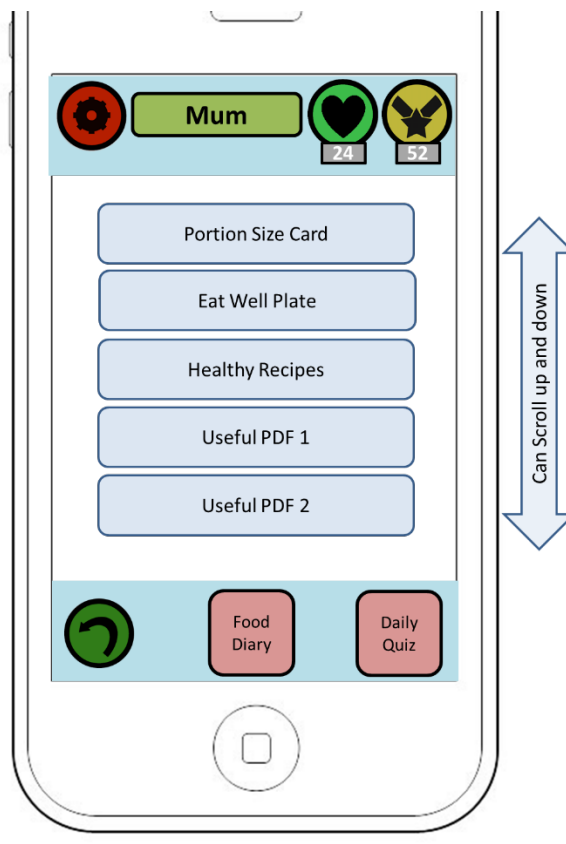 Mum
24
52
Portion Size Card
Eat Well Plate
Healthy Recipes
Useful PDF 1
Useful PDF 2
Can Scroll up and down
Food
Diary
Daily
Quiz